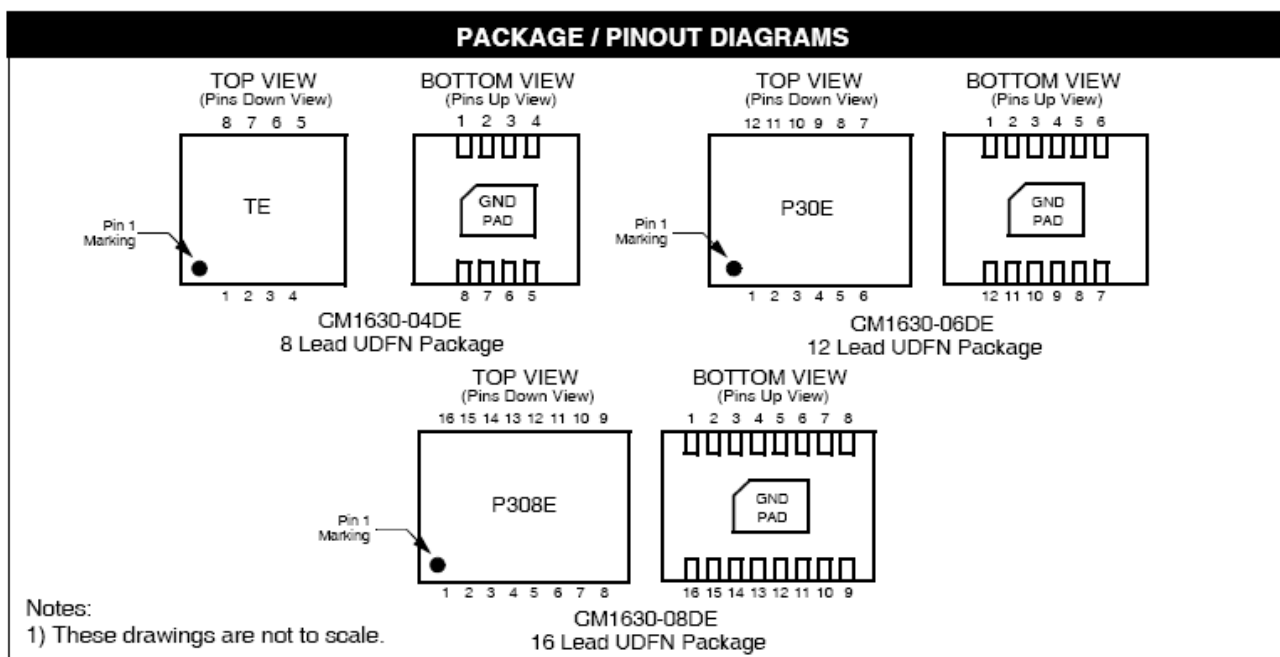 PACKAGE / PINOUT DIAGRAMS
TOP VIEW
(Pins Down View)
8 7 6 5
TE
Pin 1
Marking
1 2 3 4
BOTTOM VIEW
(Pins Up View)
1 2 3 4
GND
PAD
8 7 6 5
CM1630-04DE
8 Lead UDFN Package
TOP VIEW
(Pins Down View)
12 11 10 9 8 7
P30E
Pin 1
Marking
1 2 3 4 5 6
BOTTOM VIEW
(Pins Up View)
1 2 3 4 5 6
GND
PAD
12 11 10 9 8 7
CM1630-06DE
12 Lead UDFN Package
TOP VIEW
(Pins Down View)
16 15 14 13 12 11 10 9
P308E
Pin 1
Marking
1 2 3 4 5 6 7 8
BOTTOM VIEW
(Pins Up View)
1 2 3 4 5 6 7 8
GND
PAD
16 15 14 13 12 11 10 9
CM1630-08DE
16 Lead UDFN Package
Notes:
1) These drawings are not to scale.